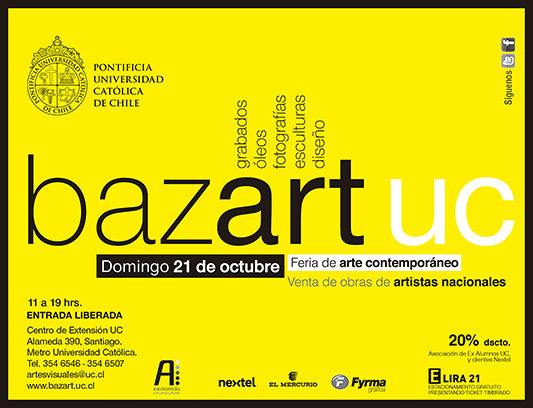 PONTIFICIA
UNIVERSIDAD
CATÓLICA
DE CHILE
Síguenos
grabados
óleos
fotografías
esculturas
diseño
bazart uc
Domingo 21 de octubre
Feria de arte contemporáneo
Venta de obras de artistas nacionales
11 a 19 hrs.
ENTRADA LIBERADA
Centro de Extensión UC
Alameda 390, Santiago.
Metro Universidad Católica.
Tel. 354 6546 - 354 6507
artesvisuales@uc.cl
www.bazart.uc.cl
nextel
EL MERCURIO
Fyrma
gráfica
20% dscto.
Asociación de Ex Alumnos UC,
y clientes Nextel
E LIRA 21
ESTACIONAMIENTO GRATUITO
PRESENTANDO TICKET TIMBRADO